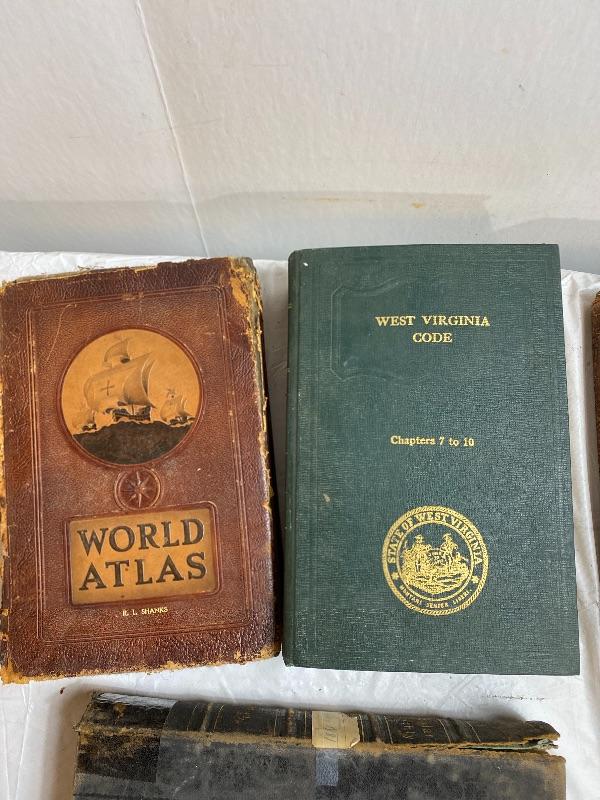 WORLD
ATLAS
R. L. SHANKS
WEST VIRGINIA
CODE
Chapters 7 to 10
STATE OF WEST VIRGINIA
MONTANI SEMPER LIBERI